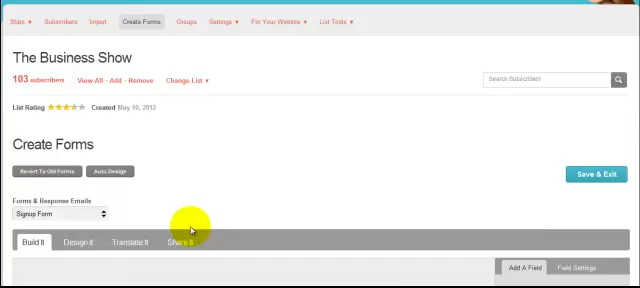 Stats ▾ Subscribers Import Create Forms Groups Settings ▾ For Your Website ▾ List Tools ▾
The Business Show
103 subscribers View All - Add - Remove Change List ▾ Search Subscribers
List Rating Created May 10, 2012
Create Forms
Revert To Old Forms Auto-Design Save & Exit
Forms & Response Emails
Signup Form
Build It Design It Translate It Share It
Add A Field Field Settings